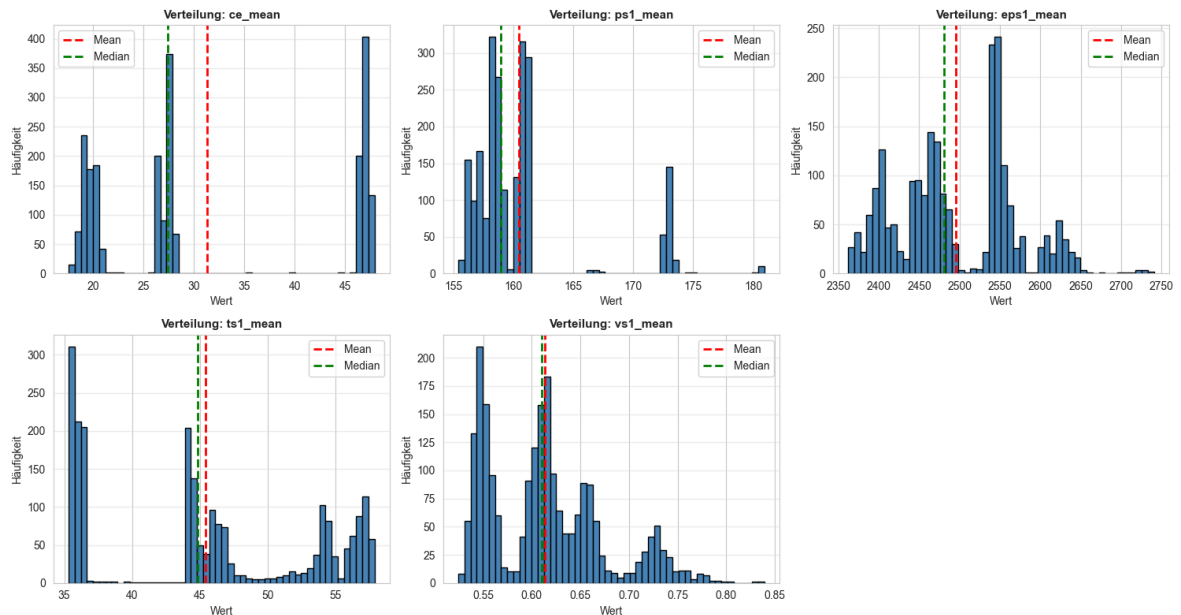 Verteilung: ce_mean
Mean
Median
Häufigkeit
400
350
300
250
200
150
100
50
0
20 25 30 35 40 45
Wert
Verteilung: ps1_mean
Mean
Median
Häufigkeit
300
250
200
150
100
50
0
155 160 165 170 175 180
Wert
Verteilung: eps1_mean
Mean
Median
Häufigkeit
250
200
150
100
50
0
2350 2400 2450 2500 2550 2600 2650 2700 2750
Wert
Verteilung: ts1_mean
Mean
Median
Häufigkeit
300
250
200
150
100
50
0
35 40 45 50 55
Wert
Verteilung: vs1_mean
Mean
Median
Häufigkeit
200
175
150
125
100
75
50
25
0
0.55 0.60 0.65 0.70 0.75 0.80 0.85
Wert